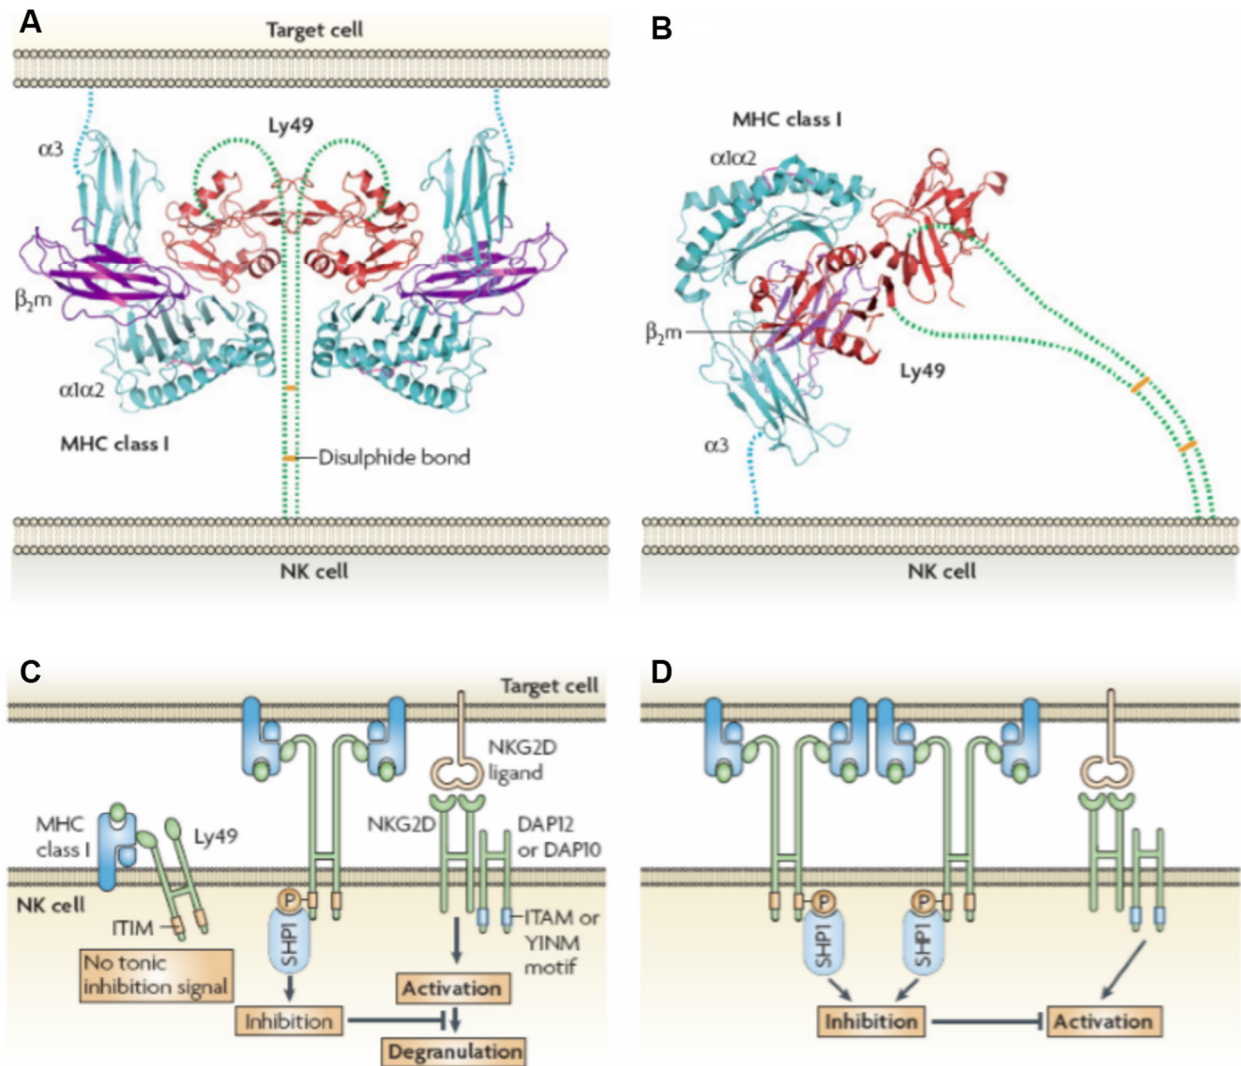 A
Target cell
Ly49
α3
β2m
α1α2
MHC class I
Disulphide bond
NK cell
B
MHC class I
α1α2
β2m
Ly49
α3
NK cell
C
Target cell
NKG2D
ligand
MHC
class I
Ly49
NKG2D
DAP12
or DAP10
NK cell
P
ITIM
SHP1
ITAM or
YINM
motif
No tonic
inhibition signal
Activation
Inhibition
Degranulation
D
P
P
SHP1
SHP1
Inhibition
Activation